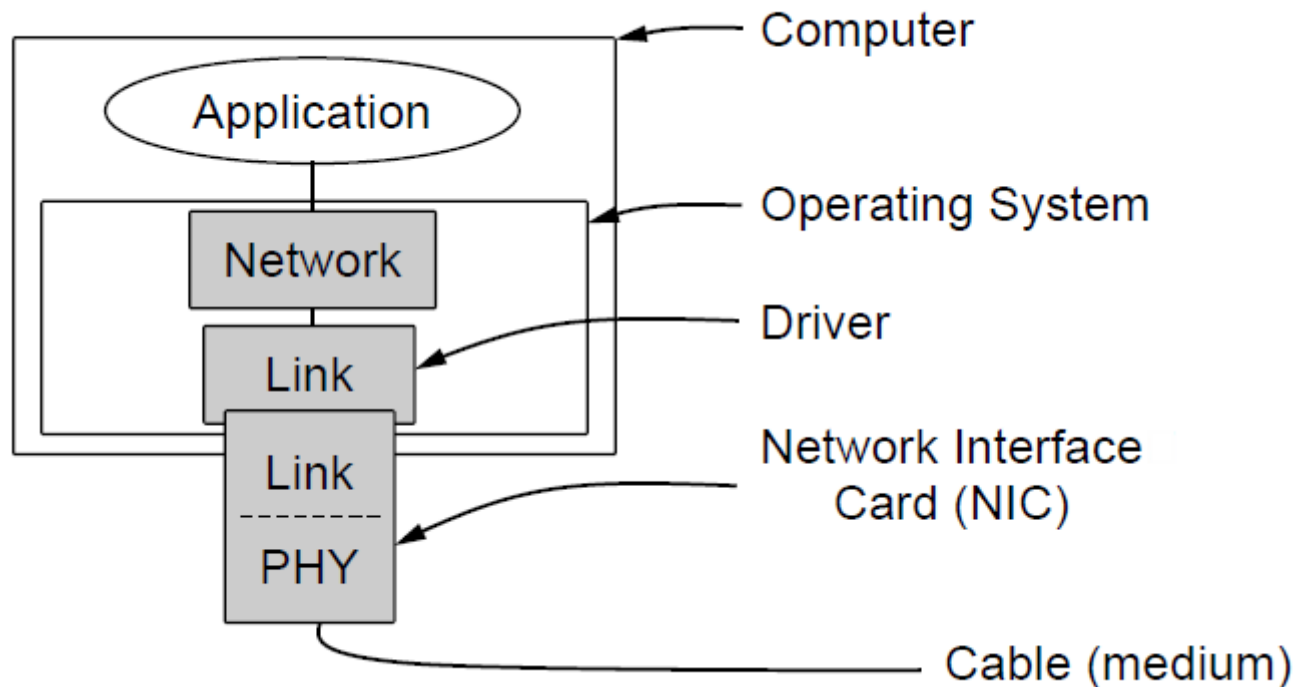 Computer
Application
Operating System
Network
Driver
Link
Network Interface
Card (NIC)
Link
PHY
Cable (medium)